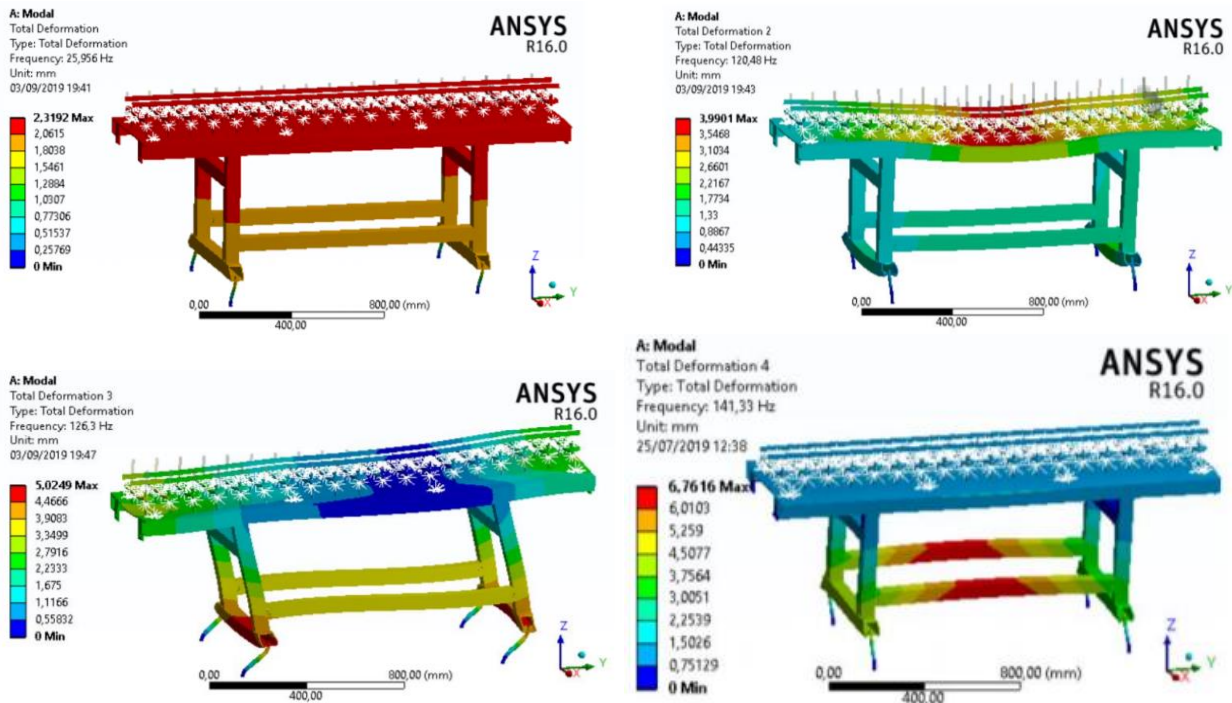 A: Modal
Total Deformation
Type: Total Deformation
Frequency: 25,956 Hz
Unit: mm
03/09/2019 19:41
ANSYS
R16.0
2,3192 Max
2,0615
1,8038
1,5461
1,2884
1,0307
0,77306
0,51537
0,25769
0 Min
0,00
800,00 (mm)
400,00
Z
Y
X
A: Modal
Total Deformation 2
Type: Total Deformation
Frequency: 120,48 Hz
Unit: mm
03/09/2019 19:43
ANSYS
R16.0
3,9901 Max
3,5468
3,1034
2,6601
2,2167
1,7734
1,33
0,8867
0,44335
0 Min
0,00
800,00 (mm)
400,00
Z
Y
X
A: Modal
Total Deformation 3
Type: Total Deformation
Frequency: 126,3 Hz
Unit: mm
03/09/2019 19:47
ANSYS
R16.0
5,0249 Max
4,4666
3,9083
3,3499
2,7916
2,2333
1,675
1,1166
0,55832
0 Min
0,00
800,00 (mm)
400,00
Z
Y
X
A: Modal
Total Deformation 4
Type: Total Deformation
Frequency: 141,33 Hz
Unit: mm
25/07/2019 12:38
ANSYS
R16.0
6,7616 Max
6,0103
5,259
4,5077
3,7564
3,0051
2,2539
1,5026
0,75129
0 Min
0,00
800,00 (mm)
400,00
Z
Y
X